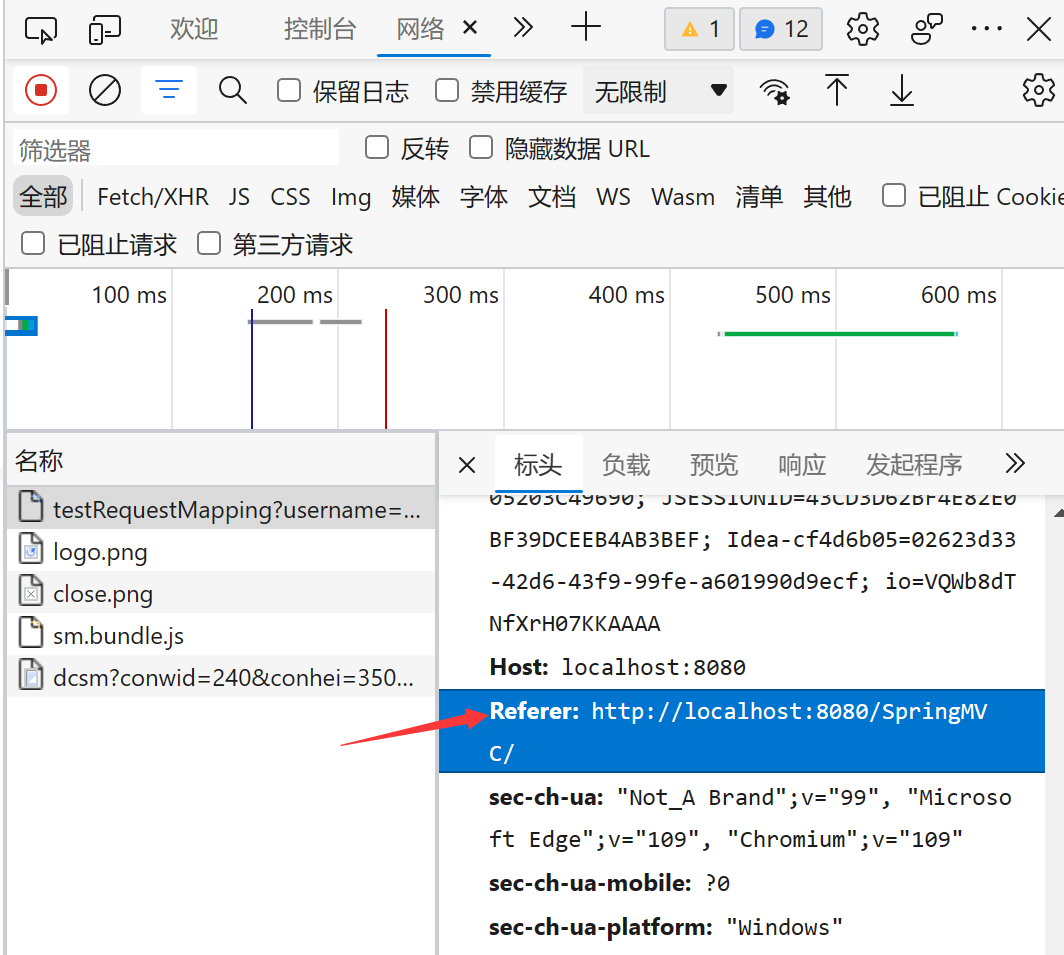 欢迎 控制台 网络 1 12
保留日志 禁用缓存 无限制
筛选器 反转 隐藏数据 URL
全部 Fetch/XHR JS CSS Img 媒体 字体 文档 WS Wasm 清单 其他 已阻止 Cookie
已阻止请求 第三方请求
100 ms 200 ms 300 ms 400 ms 500 ms 600 ms
名称
testRequestMapping?username=...
logo.png
close.png
sm.bundle.js
dcsm?conwid=240&conhei=350...
标头 负载 预览 响应 发起程序
05203C49690; JSESSIONID=43CD3D62BF4E82E0
BF39DCEEB4AB3BEF; Idea-cf4d6b05=02623d33
-42d6-43f9-99fe-a601990d9ecf; io=VQWb8dT
NfXrH07KKAAAA
Host: localhost:8080
Referer: http://localhost:8080/SpringMV
C/
sec-ch-ua: "Not_A Brand";v="99", "Microso
ft Edge";v="109", "Chromium";v="109"
sec-ch-ua-mobile: ?0
sec-ch-ua-platform: "Windows"